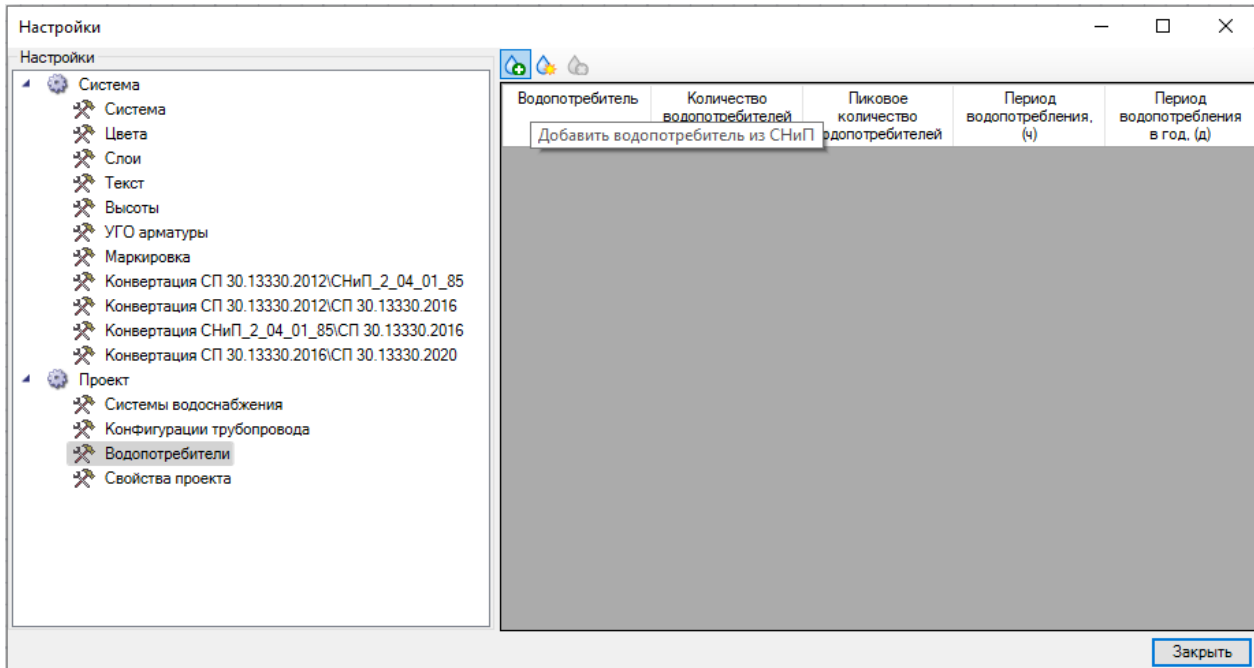 Настройки
Настройки
Система
Система
Цвета
Слои
Текст
Высоты
УГО арматуры
Маркировка
Конвертация СП 30.13330.2012\СНиП_2_04_01_85
Конвертация СП 30.13330.2012\СП 30.13330.2016
Конвертация СНиП_2_04_01_85\СП 30.13330.2016
Конвертация СП 30.13330.2016\СП 30.13330.2020
Проект
Системы водоснабжения
Конфигурации трубопровода
Водопотребители
Свойства проекта
Водопотребитель
Количество
водопотребителей
Пиковое
количество
одопотребителей
Период
водопотребления,
(ч)
Период
водопотребления
в год, (д)
Добавить водопотребитель из СНиП
Закрыть